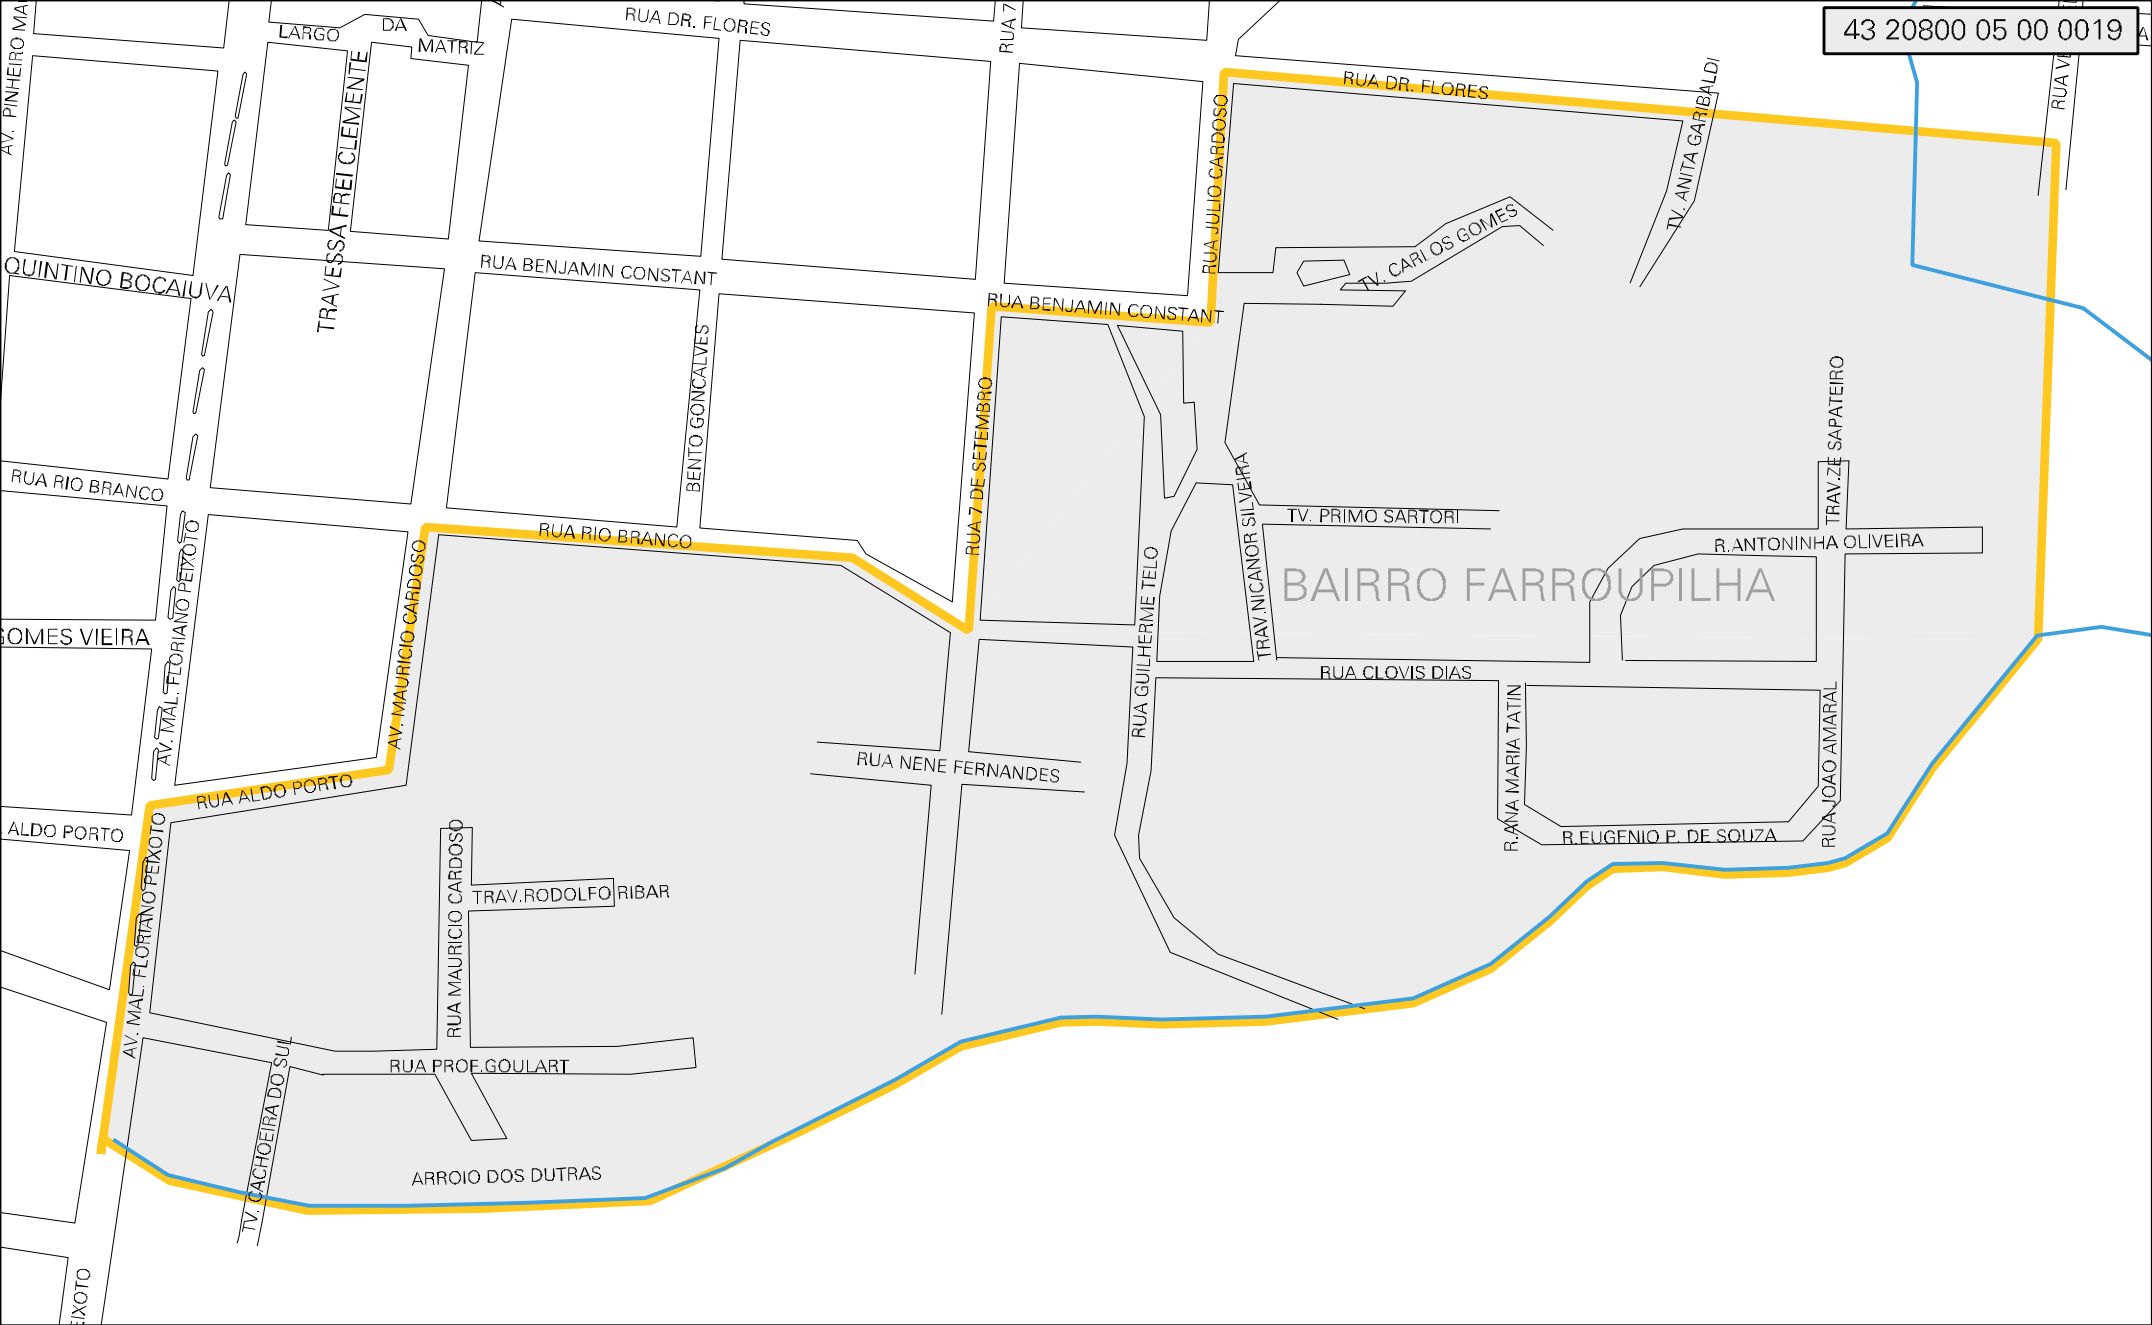 43 20800 05 00 0019
AV. PINHEIRO MA
LARGO
DA
MATRIZ
RUA DR. FLORES
RUA 7
RUA VE
TRAVESSA FREI CLEMENTE
RUA JULIO CARDOSO
RUA DR. FLORES
TV. ANITA GARIBALDI
TV. CARLOS GOMES
QUINTINO BOCAIUVA
RUA BENJAMIN CONSTANT
RUA BENJAMIN CONSTANT
BENTO GONCALVES
RUA 7 DE SETEMBRO
RUA RIO BRANCO
RUA RIO BRANCO
AV. MAL. FLORIANO PEIXOTO
AV. MAURICIO CARDOSO
TRAV.NICANOR SILVEIRA
TV. PRIMO SARTORI
TRAV.ZE SAPATEIRO
R.ANTONINHA OLIVEIRA
BAIRRO FARROUPILHA
GOMES VIEIRA
RUA GUILHERME TELO
RUA CLOVIS DIAS
R.ANA MARIA TATIN
RUA JOAO AMARAL
R.EUGENIO P. DE SOUZA
RUA NENE FERNANDES
RUA ALDO PORTO
ALDO PORTO
AV. MAL. FLORIANO PEIXOTO
RUA MAURICIO CARDOSO
TRAV.RODOLFO RIBAR
RUA PROF.GOULART
TV. CACHOEIRA DO SUL
ARROIO DOS DUTRAS
EIXOTO